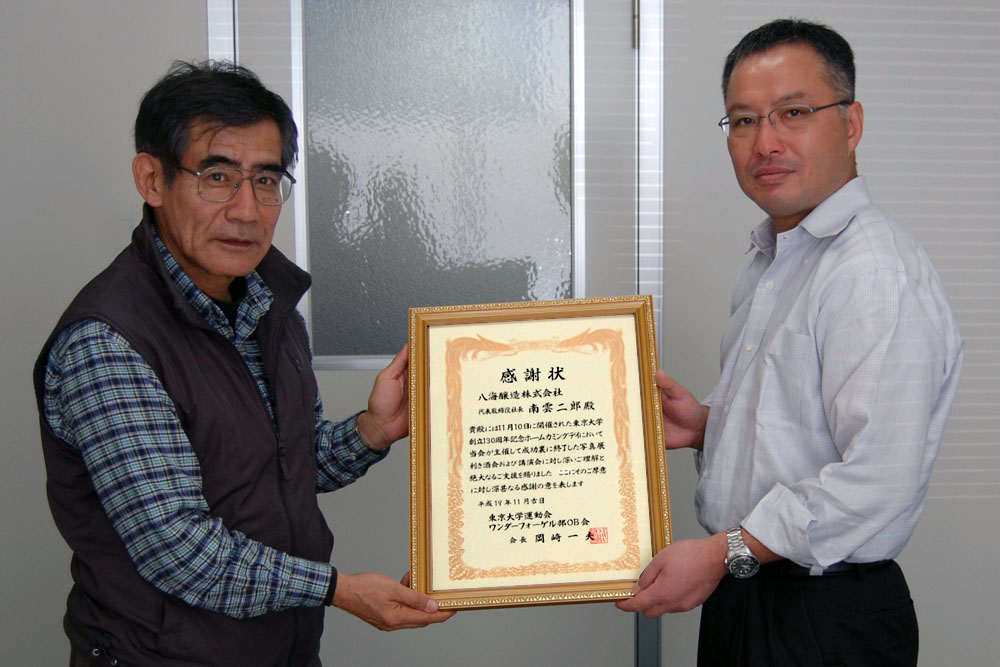 感謝状
八海醸造株式会社
代表取締役社長 南雲二郎殿
貴殿には11月10日に開催された東京大学
創立130周年記念ホームカミングデイにおいて
当会が主催して成功裏に終了した写真展
利き酒会および講演会に対し深いご理解と
絶大なるご支援を賜りました ここにそのご厚意
に対し深甚なる感謝の意を表します
平成19年11月吉日
東京大学運動会
ワンダーフォーゲル部OB会
会長 岡崎一夫